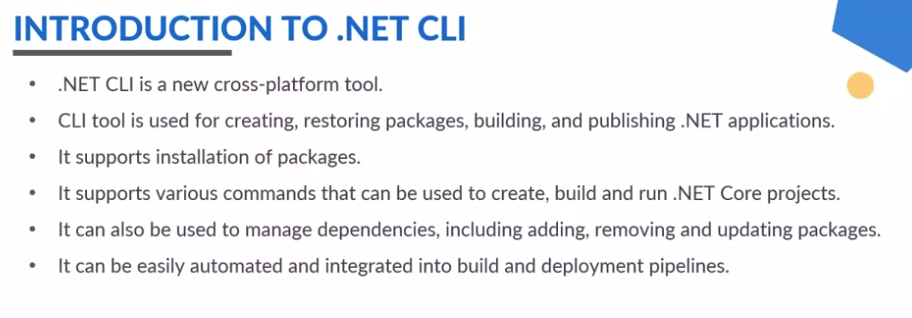 INTRODUCTION TO .NET CLI
• .NET CLI is a new cross-platform tool.
• CLI tool is used for creating, restoring packages, building, and publishing .NET applications.
• It supports installation of packages.
• It supports various commands that can be used to create, build and run .NET Core projects.
• It can also be used to manage dependencies, including adding, removing and updating packages.
• It can be easily automated and integrated into build and deployment pipelines.